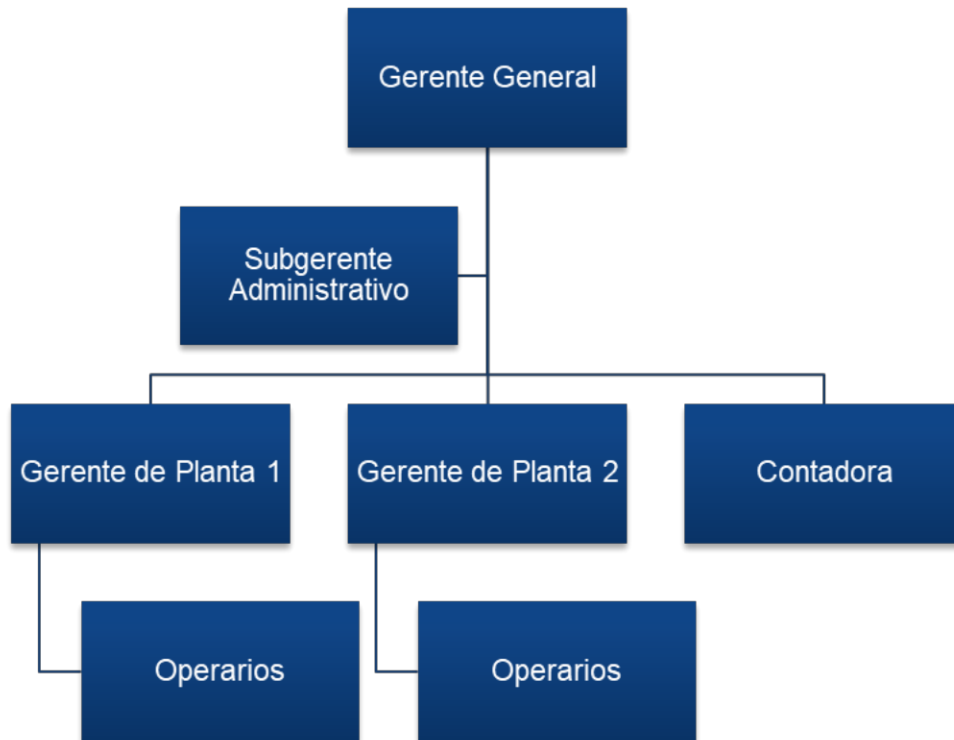 Gerente General
Subgerente
Administrativo
Gerente de Planta 1
Gerente de Planta 2
Contadora
Operarios
Operarios